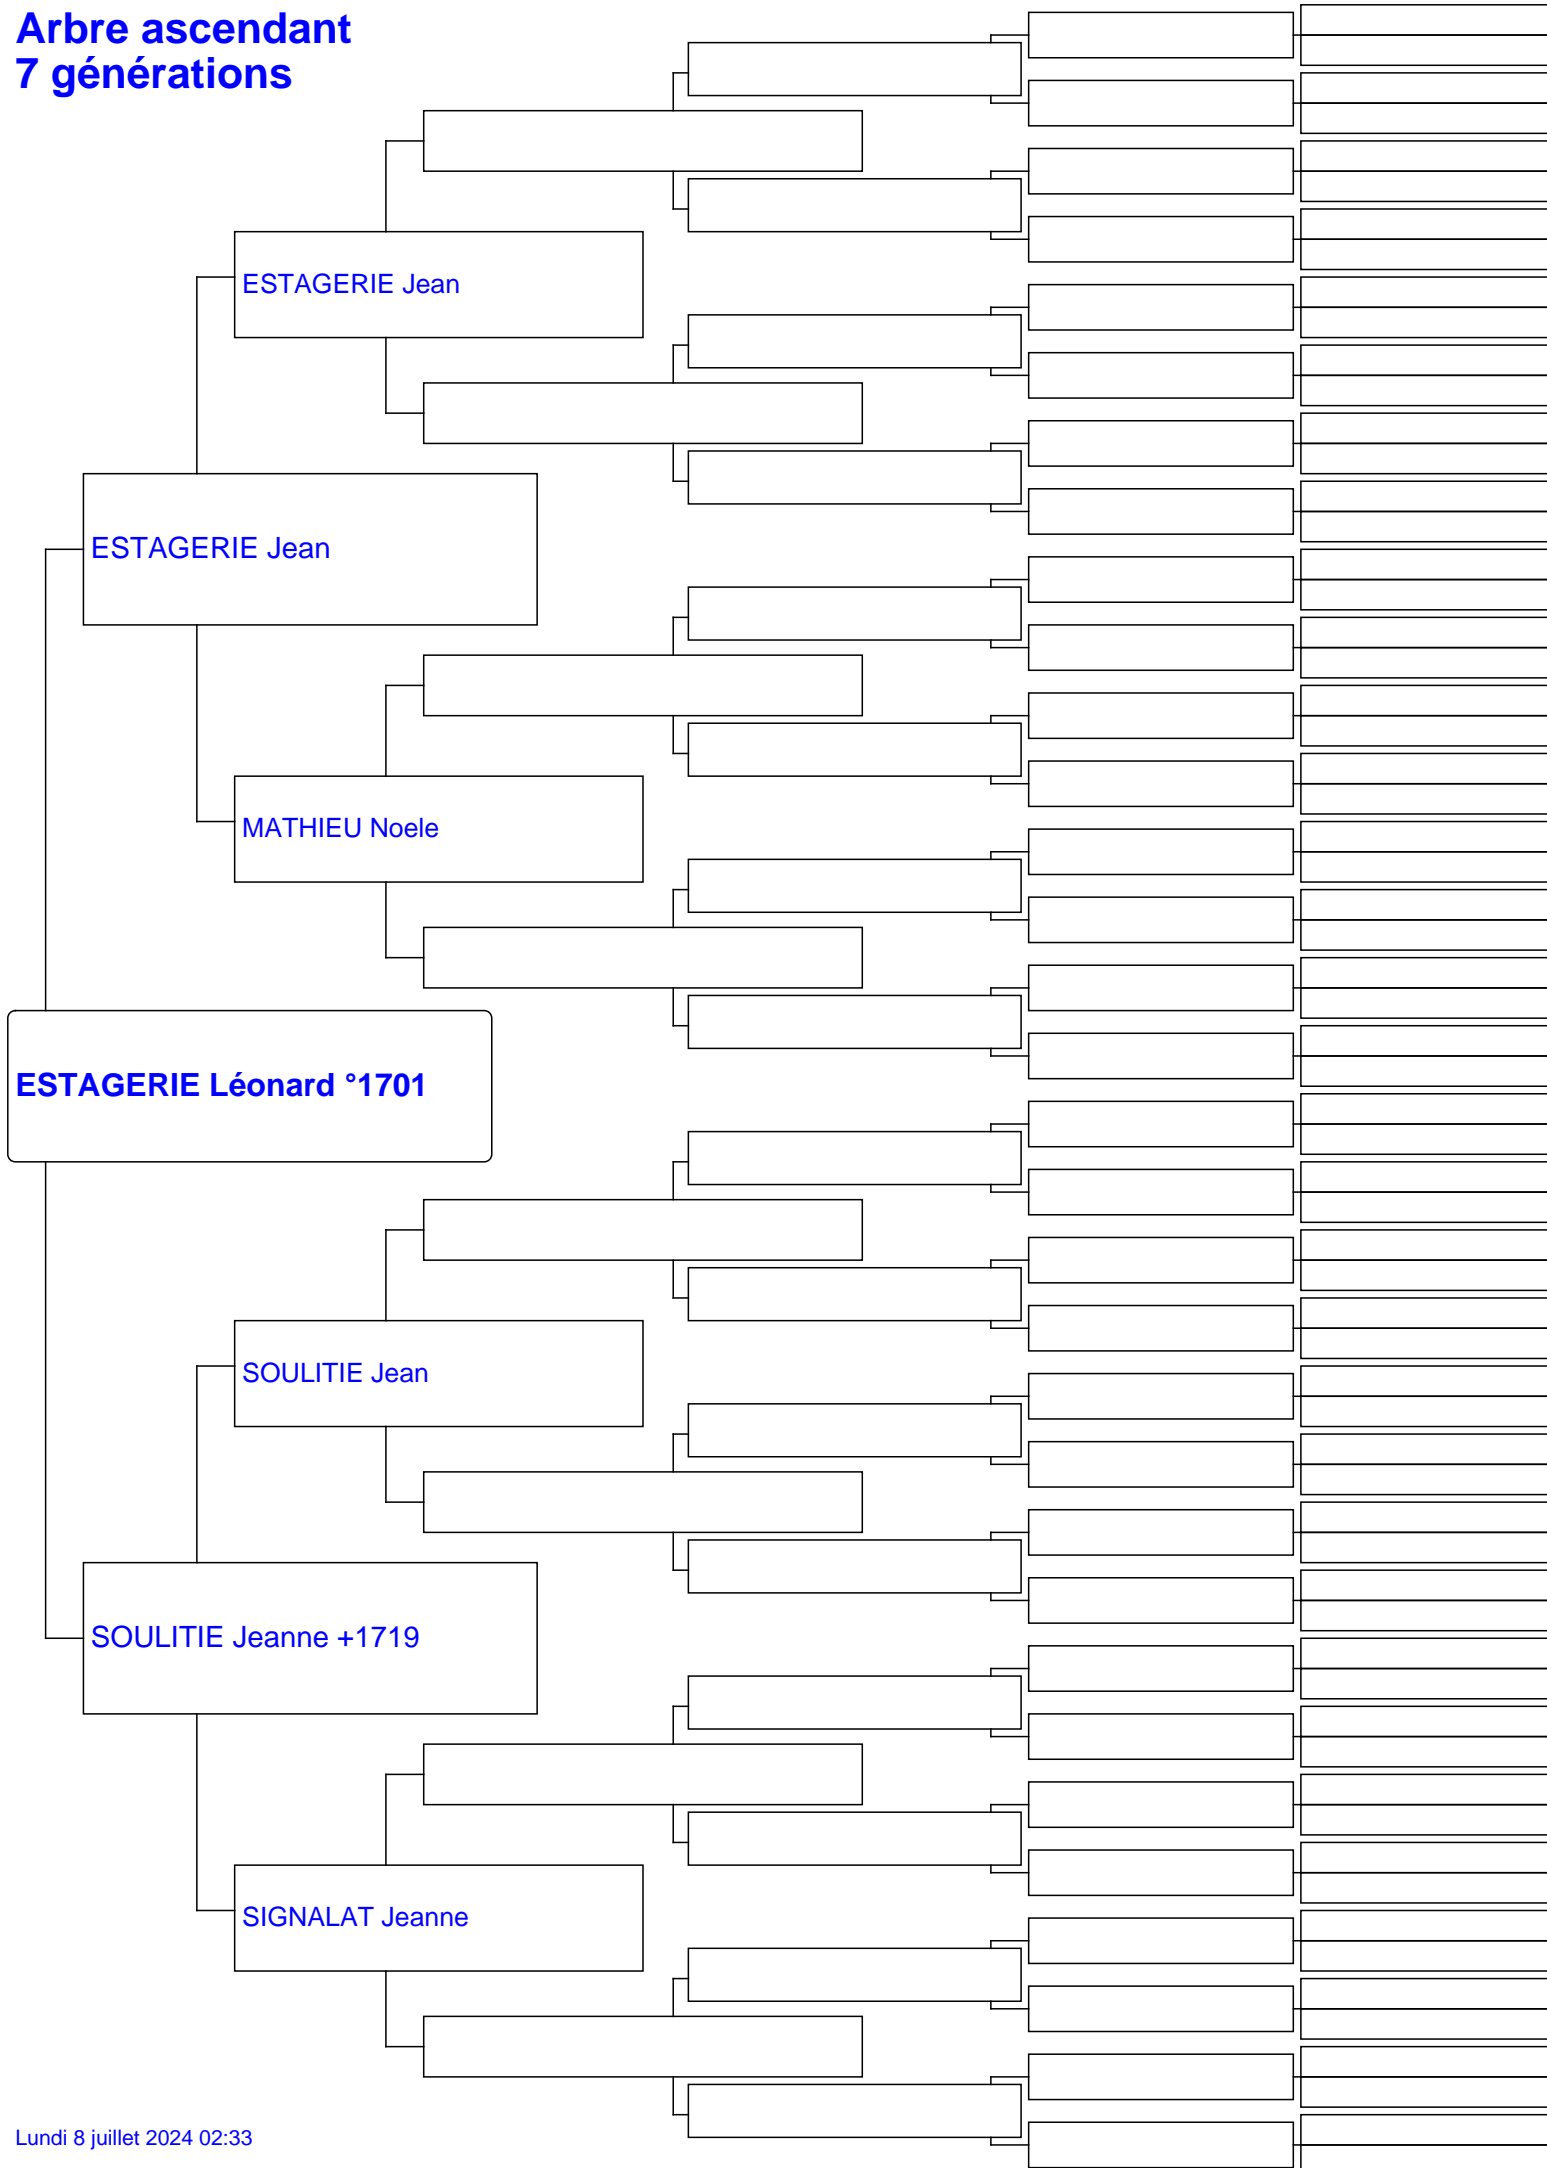 Arbre ascendant
7 générations
ESTAGERIE Jean
ESTAGERIE Jean
MATHIEU Noele
ESTAGERIE Léonard °1701
SOULITIE Jean
SOULITIE Jeanne +1719
SIGNALAT Jeanne
Lundi 8 juillet 2024 02:33